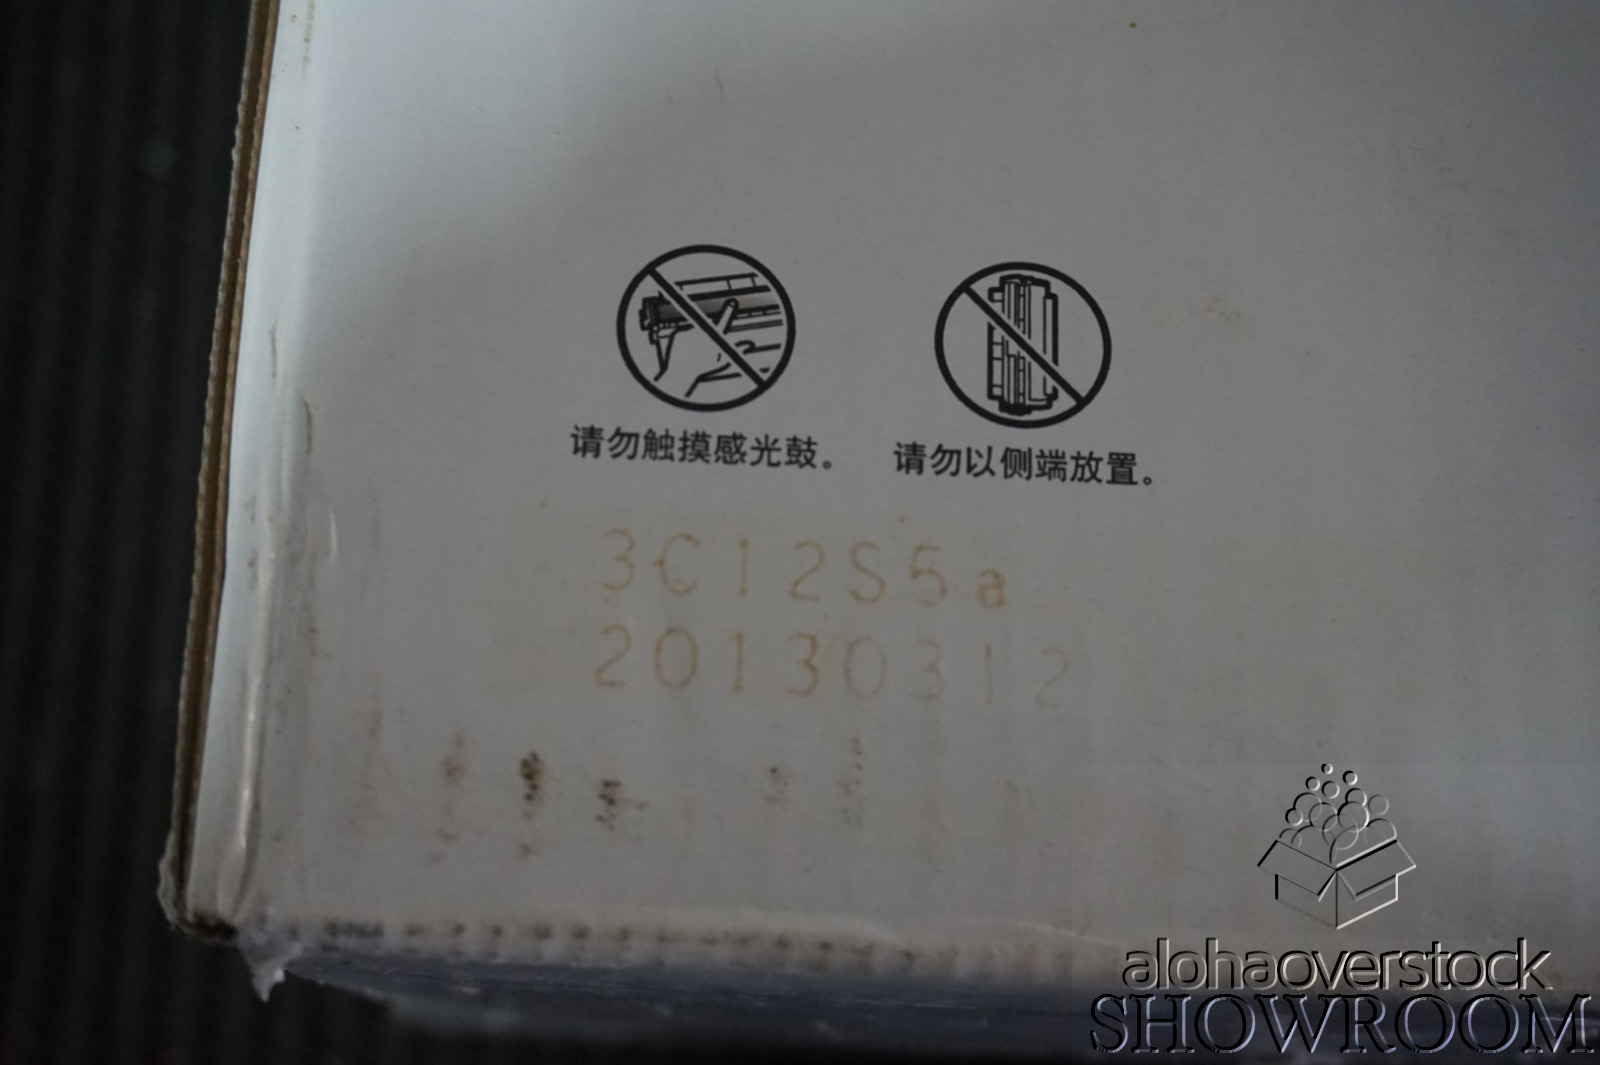 请勿触摸感光鼓。
请勿以侧端放置。
3C12S5a
20130312
alohaoverstock
SHOWROOM